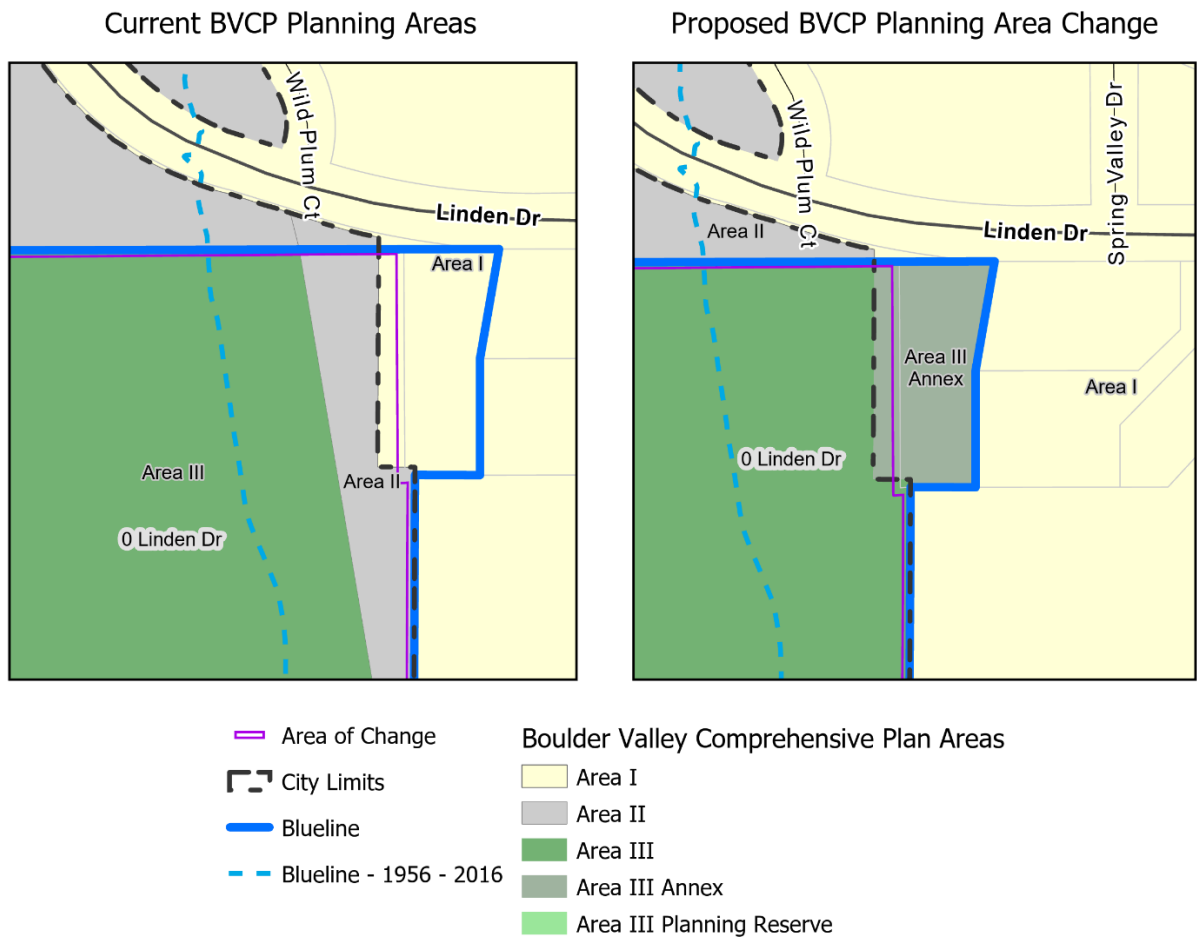 Current BVCP Planning Areas
Proposed BVCP Planning Area Change
Wild Plum Ct
Linden Dr
Area I
Area III
Area II
0 Linden Dr
Wild Plum Ct
Spring Valley Dr
Area II
Linden Dr
Area III
Annex
Area I
0 Linden Dr
Area of Change
City Limits
Blueline
Blueline - 1956 - 2016
Boulder Valley Comprehensive Plan Areas
Area I
Area II
Area III
Area III Annex
Area III Planning Reserve